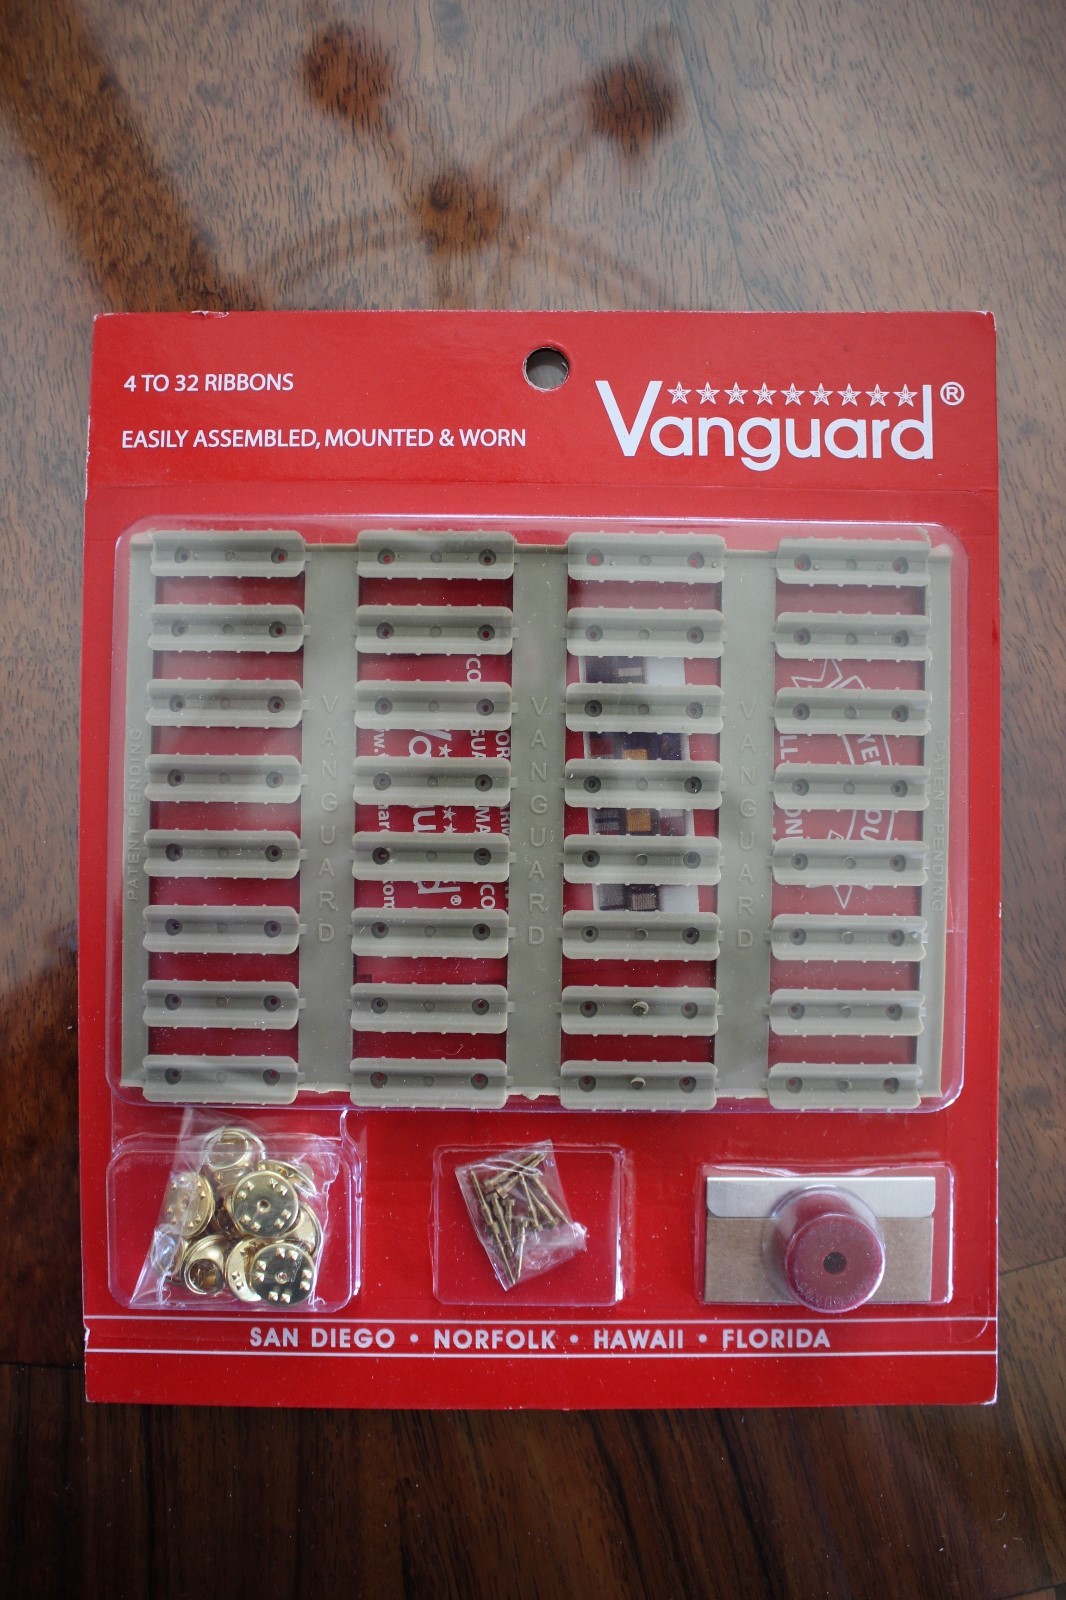 4 TO 32 RIBBONS
EASILY ASSEMBLED, MOUNTED & WORN
Vanguard®
PATENT PENDING
VANGUARD
VANGUARD
VANGUARD
PATENT PENDING
SAN DIEGO • NORFOLK • HAWAII • FLORIDA